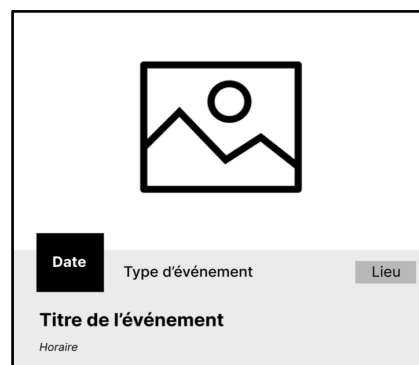 Date
Type d’événement
Lieu
Titre de l’événement
Horaire